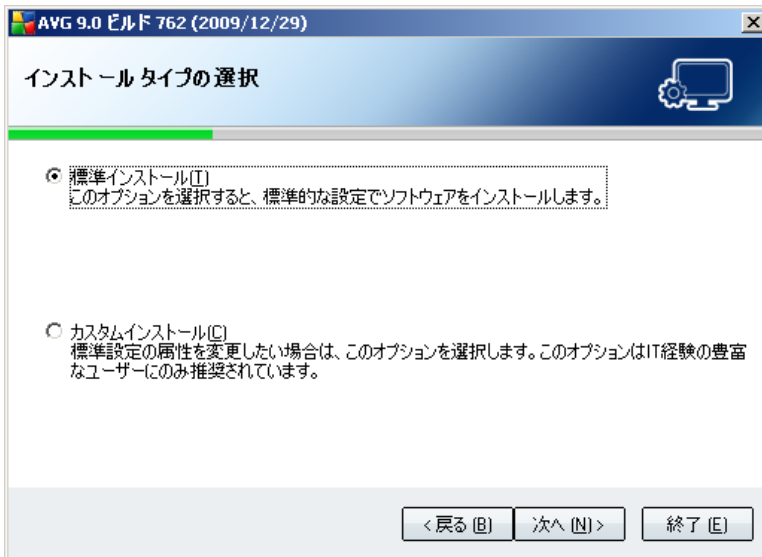 AVG 9.0 ビルド 762 (2009/12/29)
インストール タイプの選択
標準インストール(I)
このオプションを選択すると、標準的な設定でソフトウェアをインストールします。
カスタムインストール(C)
標準設定の属性を変更したい場合は、このオプションを選択します。このオプションはIT経験の豊富
なユーザーにのみ推奨されています。
<戻る (B)
次へ (N)>
終了 (E)